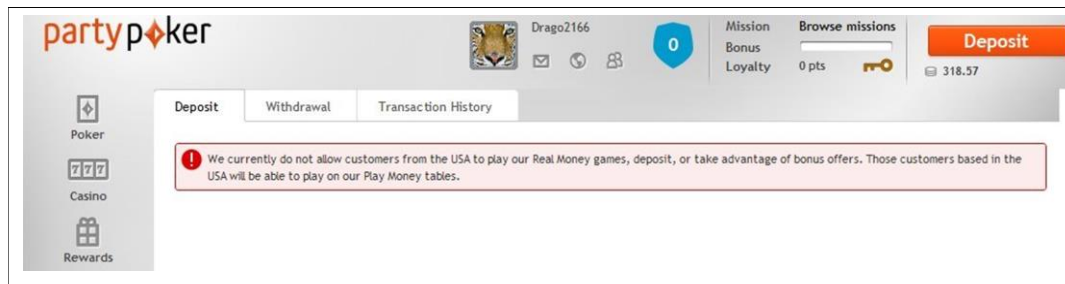 partypoker
Drago2166
0
Mission Browse missions
Bonus
Loyalty 0 pts
Deposit
318.57
Deposit Withdrawal Transaction History
Poker
777
Casino
Rewards
We currently do not allow customers from the USA to play our Real Money games, deposit, or take advantage of bonus offers. Those customers based in the
USA will be able to play on our Play Money tables.